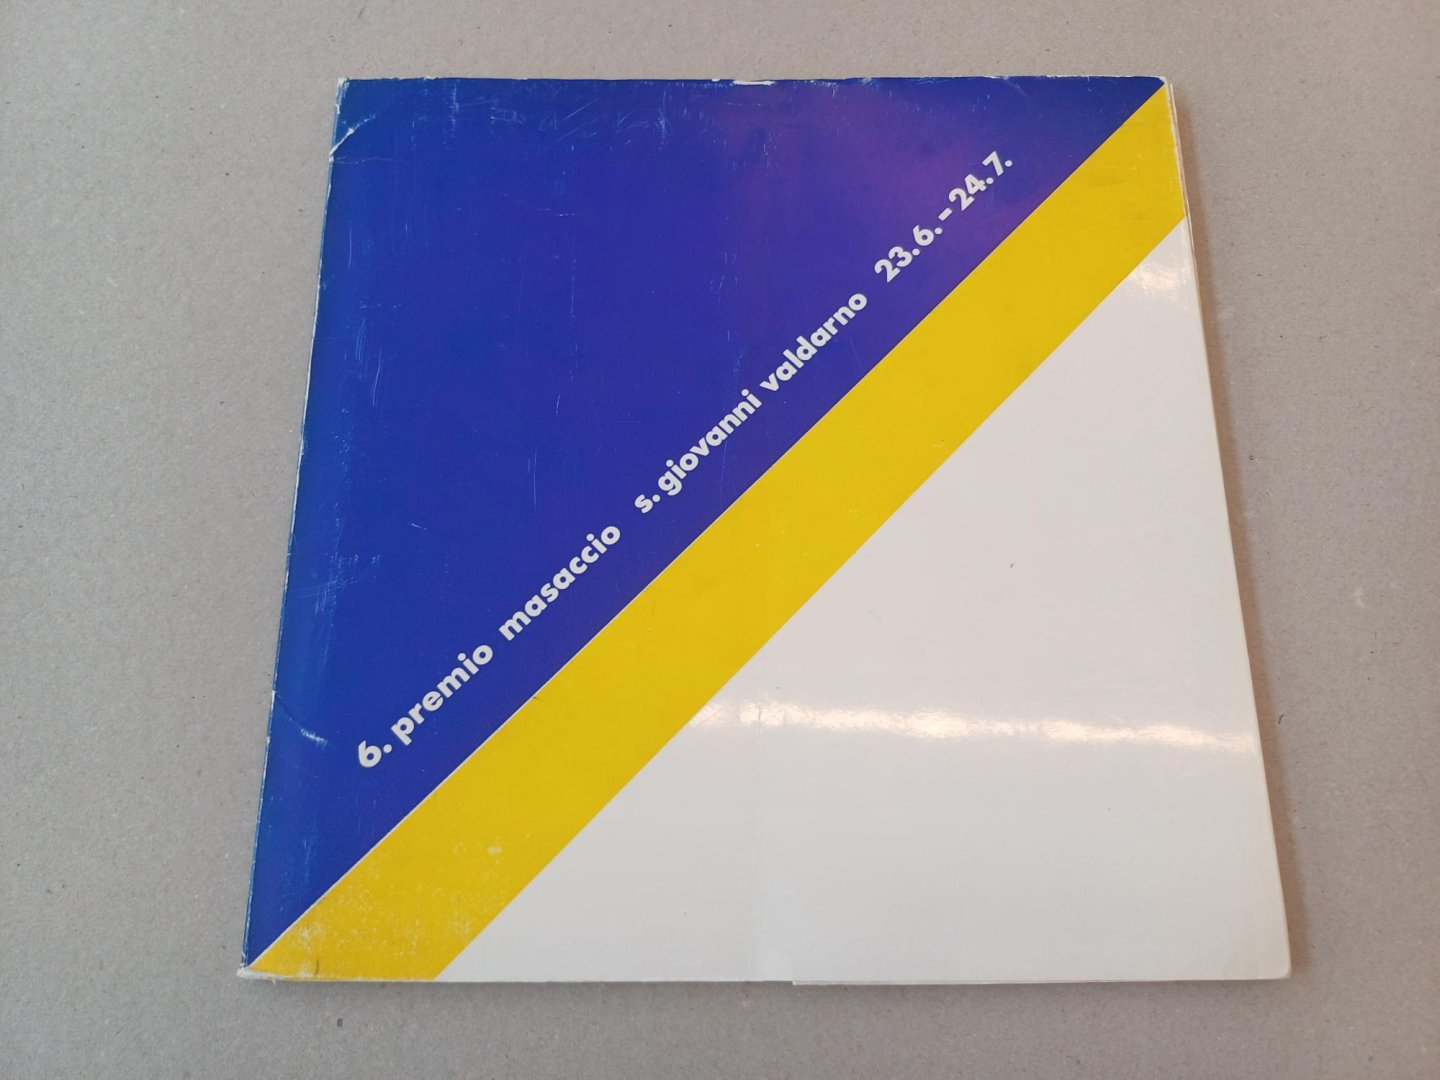 6. premio masaccio s. giovanni valdarno 23.6. - 24.7.